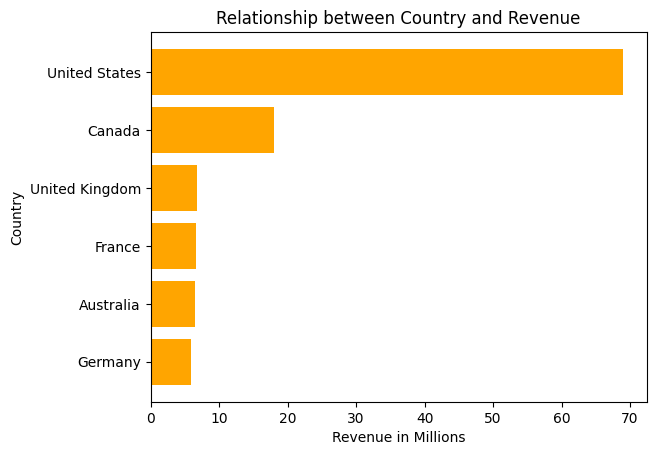 Relationship between Country and Revenue
United States
Canada
United Kingdom
France
Australia
Germany
Country
0 10 20 30 40 50 60 70
Revenue in Millions